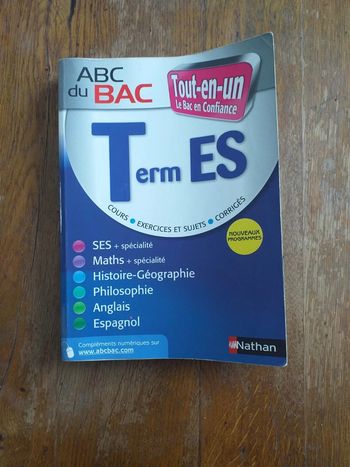 ABC
du BAC
Tout-en-un
Le Bac en Confiance
Term ES
COURS • EXERCICES ET SUJETS • CORRIGÉS
NOUVEAUX
PROGRAMMES
SES + spécialité
Maths + spécialité
Histoire-Géographie
Philosophie
Anglais
Espagnol
Compléments numériques sur
www.abcbac.com
Nathan